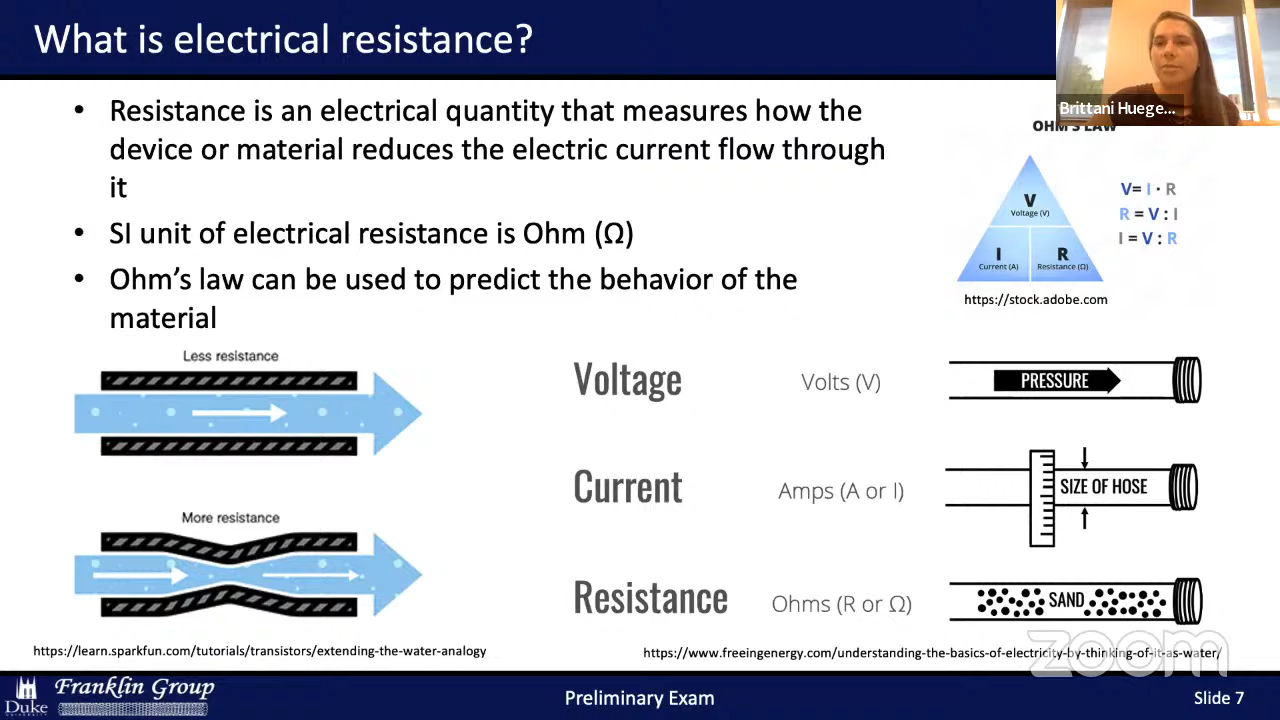 What is electrical resistance?
Brittani Huege...
• Resistance is an electrical quantity that measures how the
device or material reduces the electric current flow through
it
• SI unit of electrical resistance is Ohm (Ω)
• Ohm's law can be used to predict the behavior of the
material
OHM'S LAW
V
Voltage (V)
I
Current (A)
R
Resistance (Ω)
V= I · R
R = V : I
I = V : R
https://stock.adobe.com
Less resistance
More resistance
https://learn.sparkfun.com/tutorials/transistors/extending-the-water-analogy
Voltage
Volts (V)
PRESSURE
Current
Amps (A or I)
SIZE OF HOSE
Resistance
Ohms (R or Ω)
SAND
https://www.freeingenergy.com/understanding-the-basics-of-electricity-by-thinking-of-it-as-water/
zoom
Duke
Franklin Group
Preliminary Exam
Slide 7